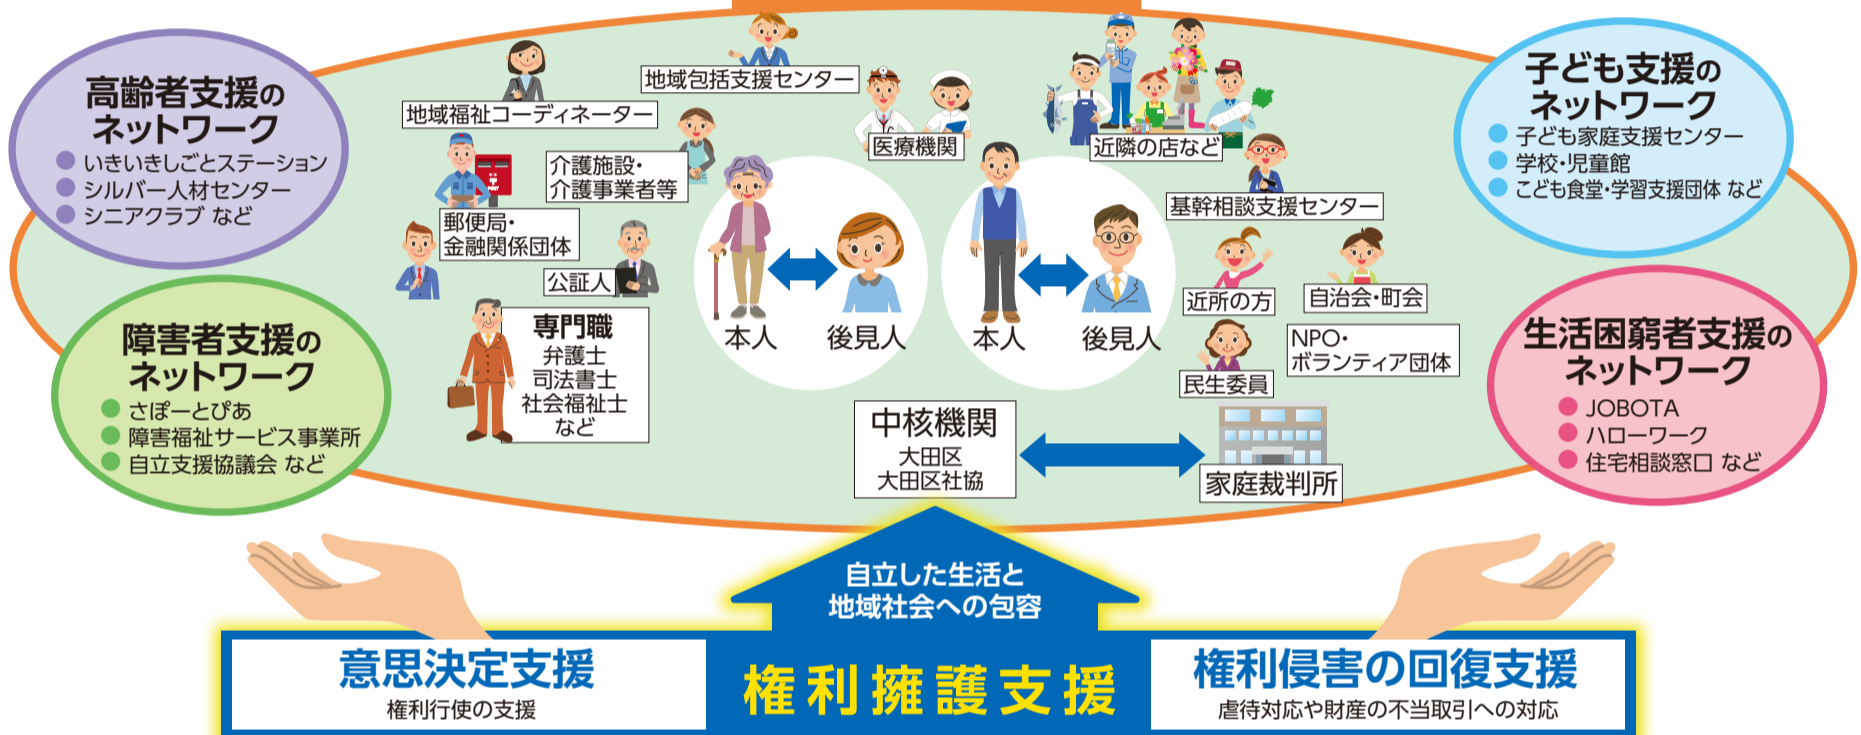 高齢者支援の
ネットワーク
● いきいきしごとステーション
● シルバー人材センター
● シニアクラブ など
障害者支援の
ネットワーク
● さぽーとぴあ
● 障害福祉サービス事業所
● 自立支援協議会 など
地域福祉コーディネーター
地域包括支援センター
医療機関
近隣の店など
介護施設・
介護事業者等
郵便局・
金融関係団体
公証人
専門職
弁護士
司法書士
社会福祉士
など
本人
後見人
本人
後見人
基幹相談支援センター
近所の方
自治会・町会
民生委員
NPO・
ボランティア団体
中核機関
大田区
大田区社協
家庭裁判所
子ども支援の
ネットワーク
● 子ども家庭支援センター
● 学校・児童館
● こども食堂・学習支援団体 など
生活困窮者支援の
ネットワーク
● JOBOTA
● ハローワーク
● 住宅相談窓口 など
自立した生活と
地域社会への包容
意思決定支援
権利行使の支援
権利擁護支援
権利侵害の回復支援
虐待対応や財産の不当取引への対応